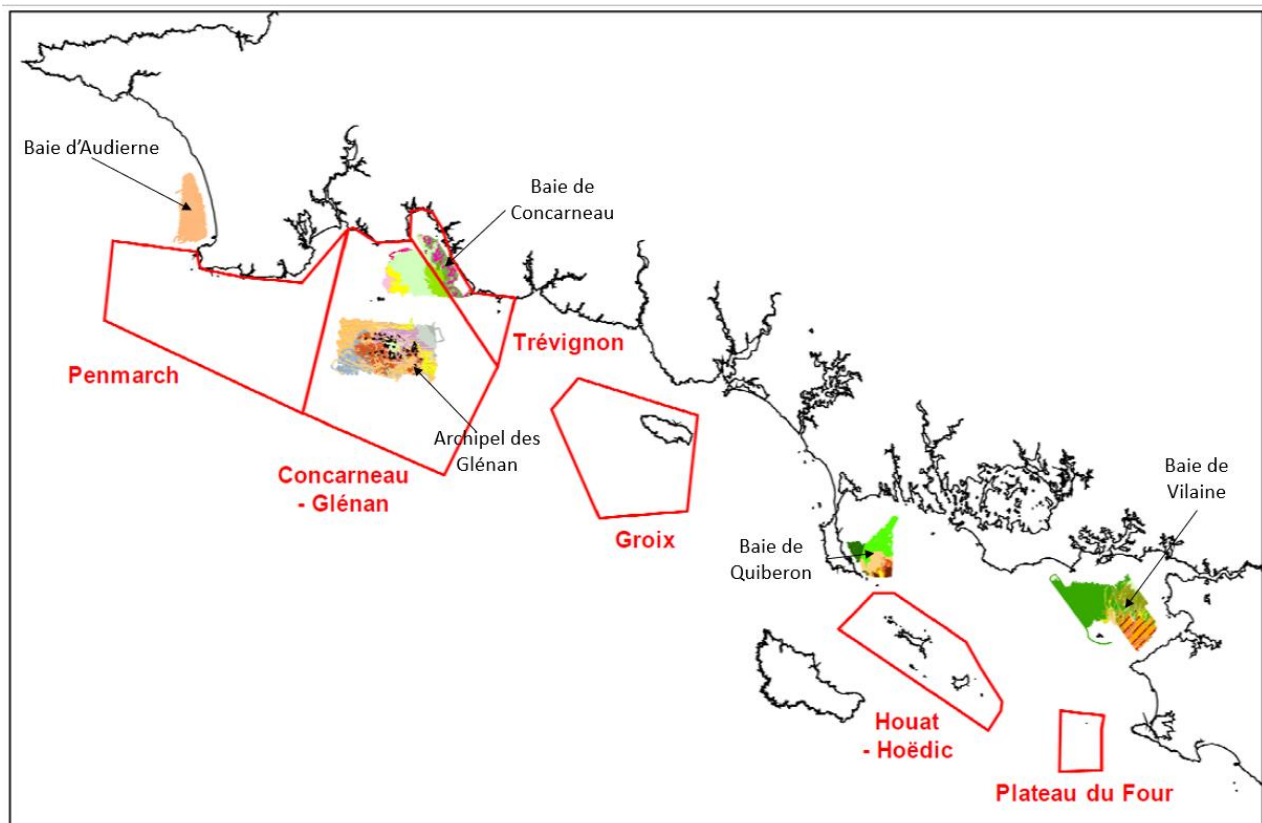 Baie d'Audierne
Baie de
Concarneau
Trévignon
Penmarch
Archipel des
Glénan
Concarneau
- Glénan
Groix
Baie de
Vilaine
Baie de
Quiberon
Houat
- Hoëdic
Plateau du Four